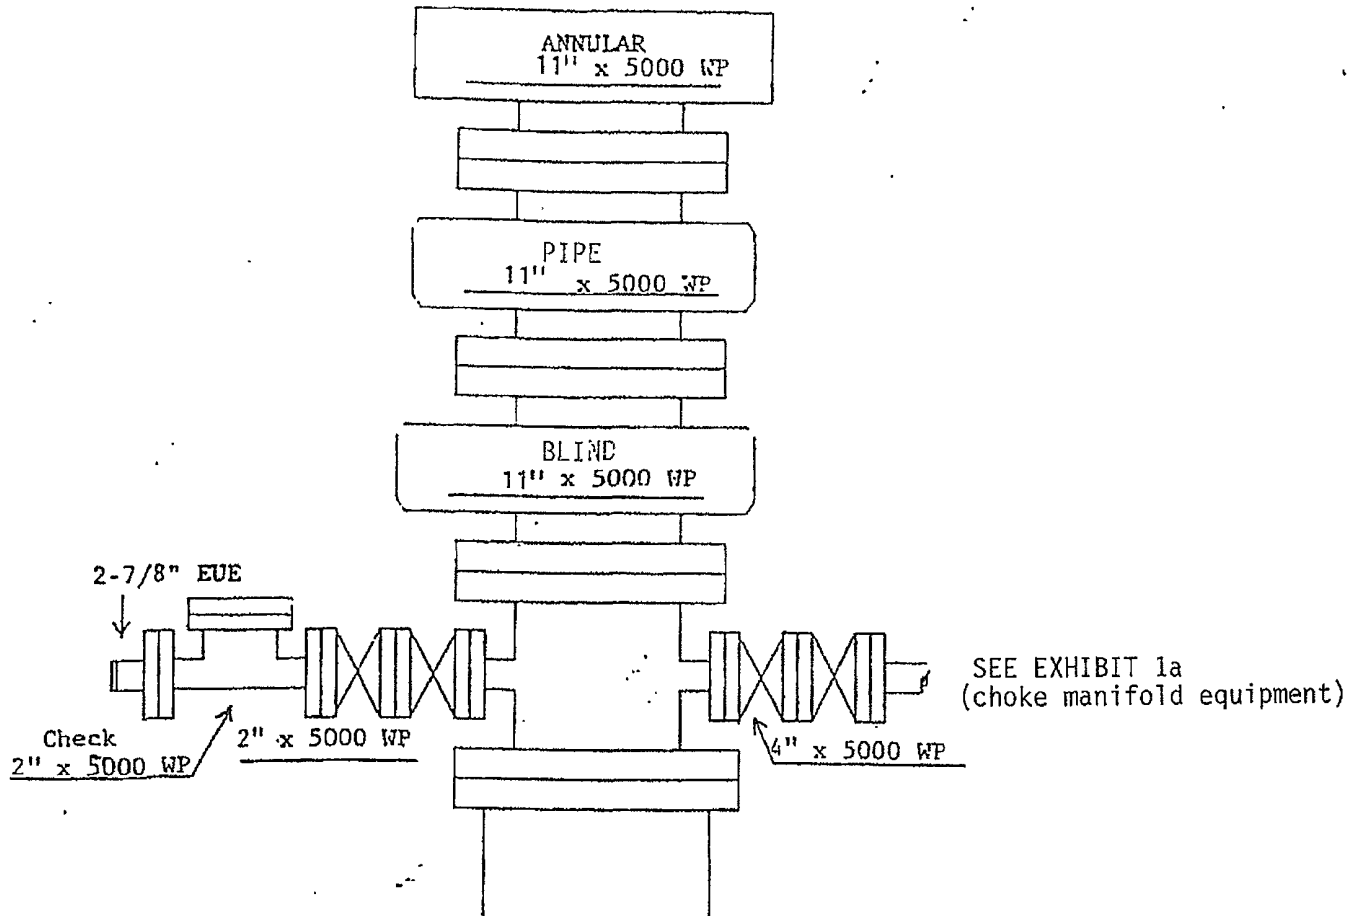 ANNULAR
11" x 5000 WP
PIPE
11" x 5000 WP
BLIND
11" x 5000 WP
2-7/8" EUE
SEE EXHIBIT 1a
(choke manifold equipment)
Check
2" x 5000 WP
2" x 5000 WP
4" x 5000 WP